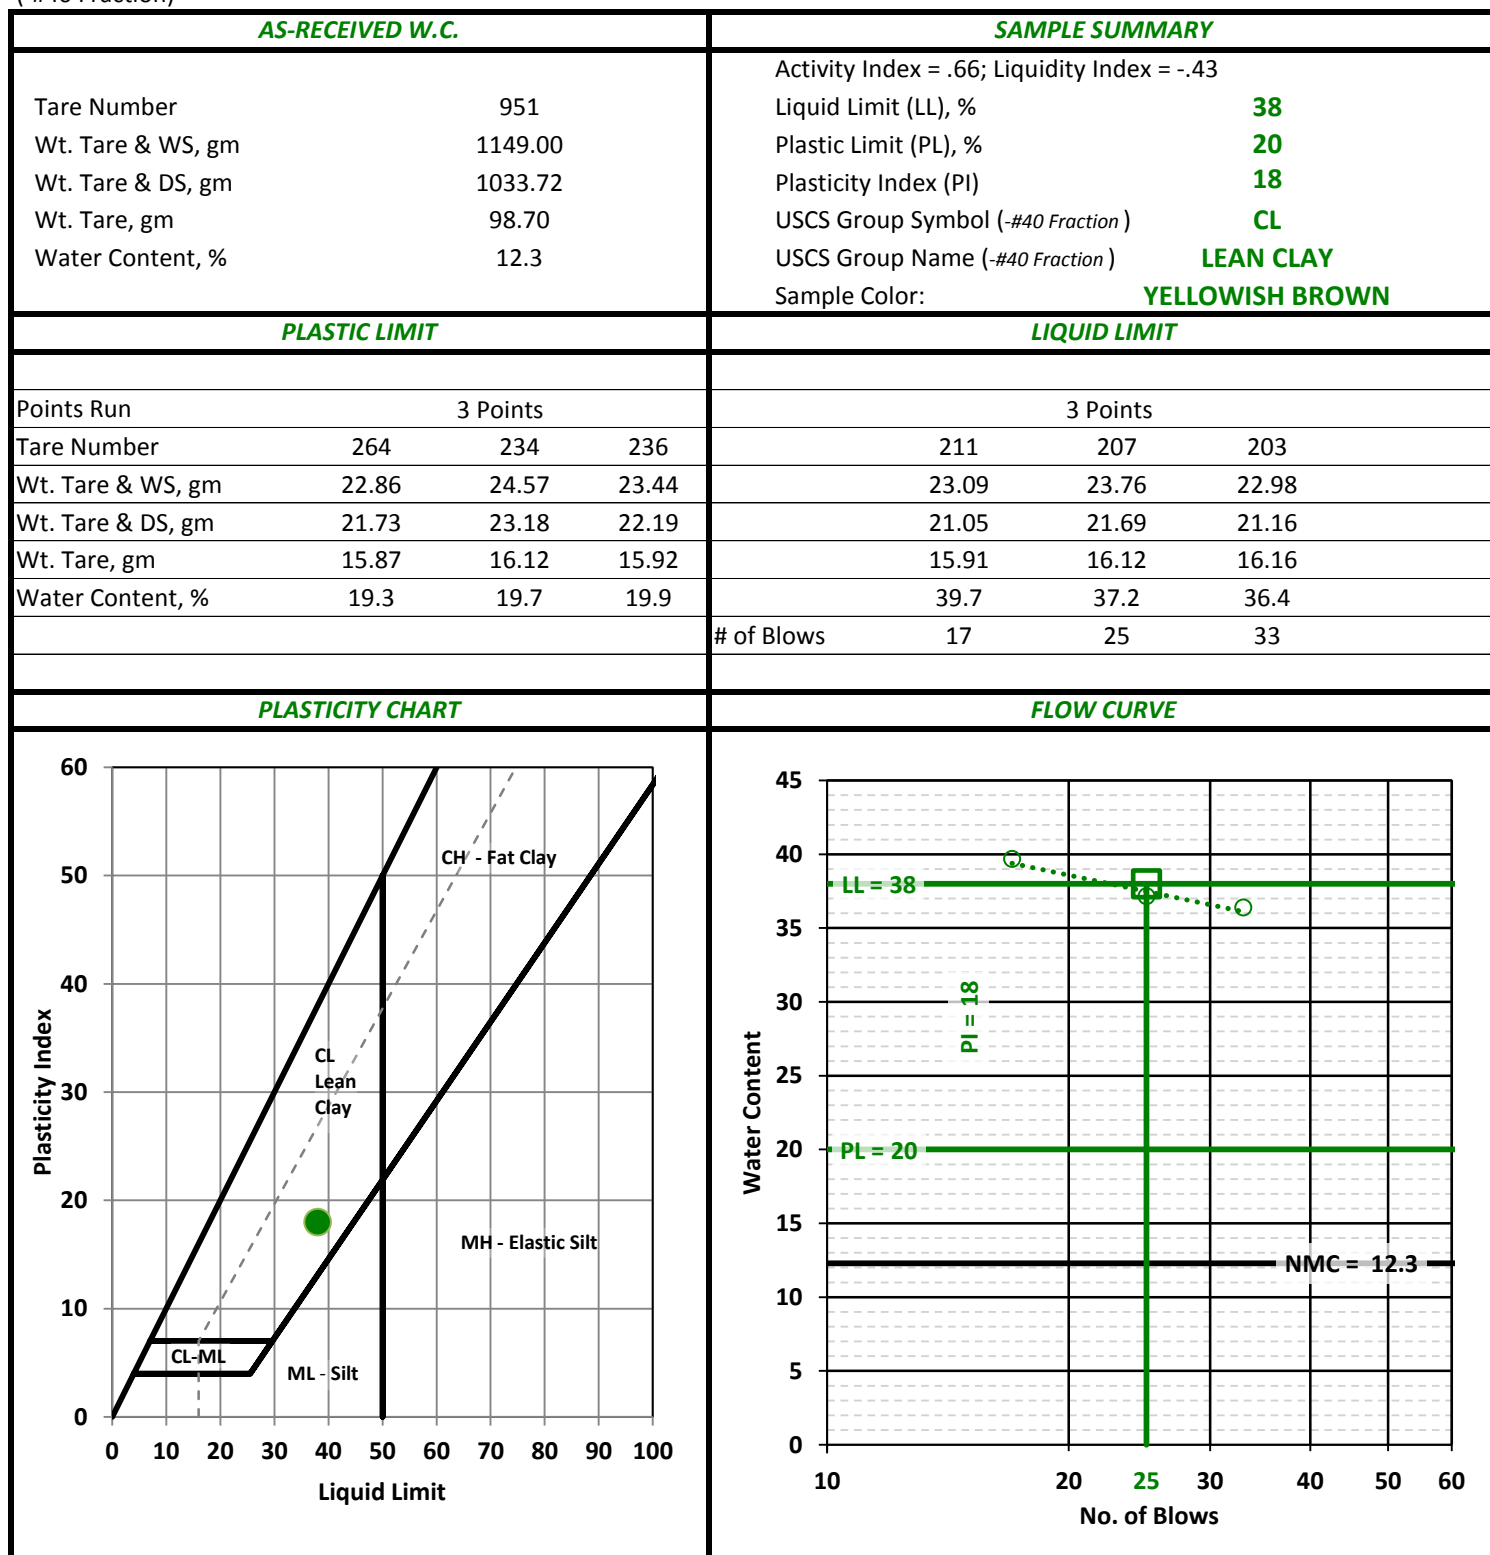 (-#40 Fraction)
AS-RECEIVED W.C.
Tare Number 951
Wt. Tare & WS, gm 1149.00
Wt. Tare & DS, gm 1033.72
Wt. Tare, gm 98.70
Water Content, % 12.3
SAMPLE SUMMARY
Activity Index = .66; Liquidity Index = -.43
Liquid Limit (LL), % 38
Plastic Limit (PL), % 20
Plasticity Index (PI) 18
USCS Group Symbol (-#40 Fraction ) CL
USCS Group Name (-#40 Fraction ) LEAN CLAY
Sample Color: YELLOWISH BROWN
PLASTIC LIMIT
Points Run 3 Points
Tare Number 264 234 236
Wt. Tare & WS, gm 22.86 24.57 23.44
Wt. Tare & DS, gm 21.73 23.18 22.19
Wt. Tare, gm 15.87 16.12 15.92
Water Content, % 19.3 19.7 19.9
LIQUID LIMIT
3 Points
211 207 203
23.09 23.76 22.98
21.05 21.69 21.16
15.91 16.12 16.16
39.7 37.2 36.4
# of Blows 17 25 33
PLASTICITY CHART
60
50
40
30
20
10
0
Plasticity Index
CH - Fat Clay
CL
Lean
Clay
MH - Elastic Silt
CL-ML
ML - Silt
0 10 20 30 40 50 60 70 80 90 100
Liquid Limit
FLOW CURVE
45
40
35
30
25
20
15
10
5
0
Water Content
LL = 38
PI = 18
PL = 20
NMC = 12.3
10 20 25 30 40 50 60
No. of Blows